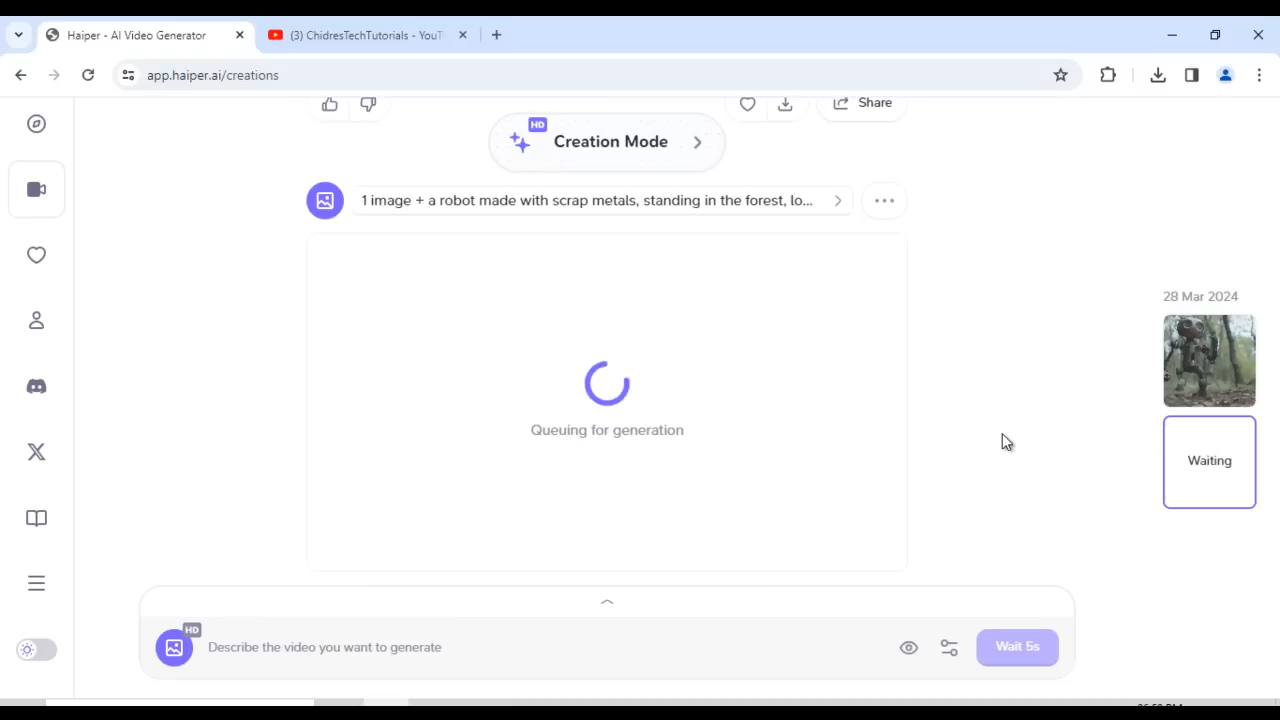 Haiper - AI Video Generator
(3) ChidresTechTutorials - YouT
app.haiper.ai/creations
Share
HD
Creation Mode
1 image + a robot made with scrap metals, standing in the forest, lo...
28 Mar 2024
Queuing for generation
Waiting
HD
Describe the video you want to generate
Wait 5s